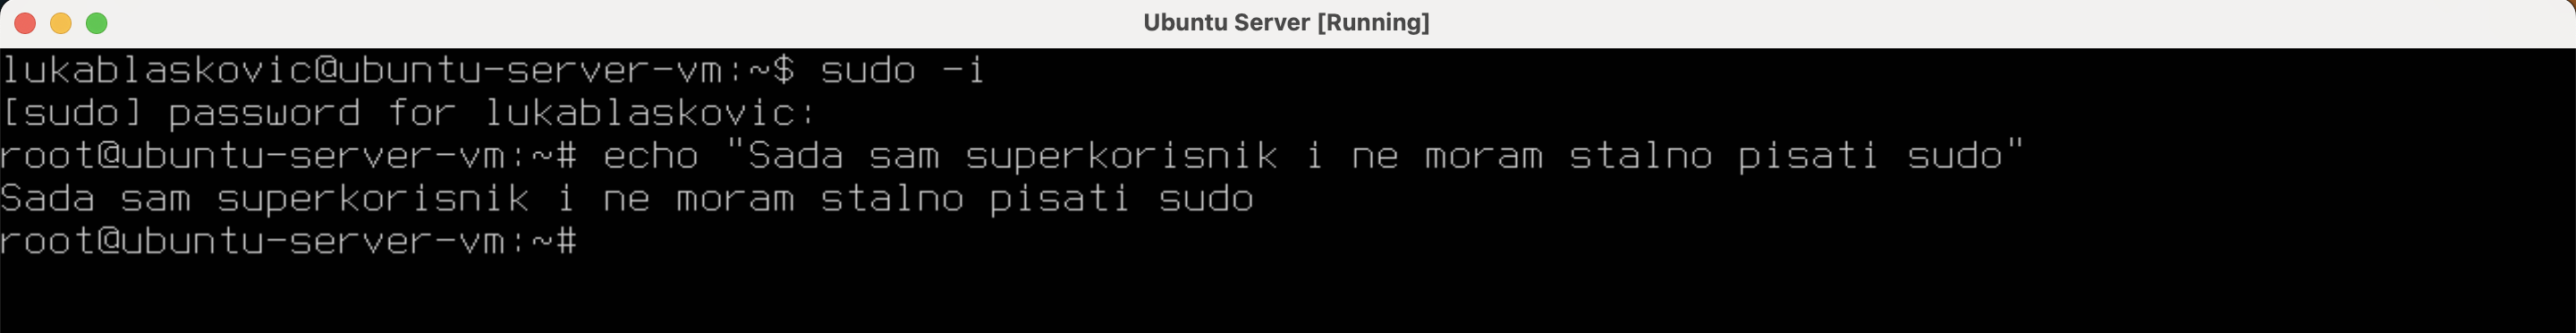 Ubuntu Server [Running]
lukablaskovic@ubuntu-server-vm:~$ sudo -i
[sudo] password for lukablaskovic:
root@ubuntu-server-vm:~# echo "Sada sam superkorisnik i ne moram stalno pisati sudo"
Sada sam superkorisnik i ne moram stalno pisati sudo
root@ubuntu-server-vm:~#